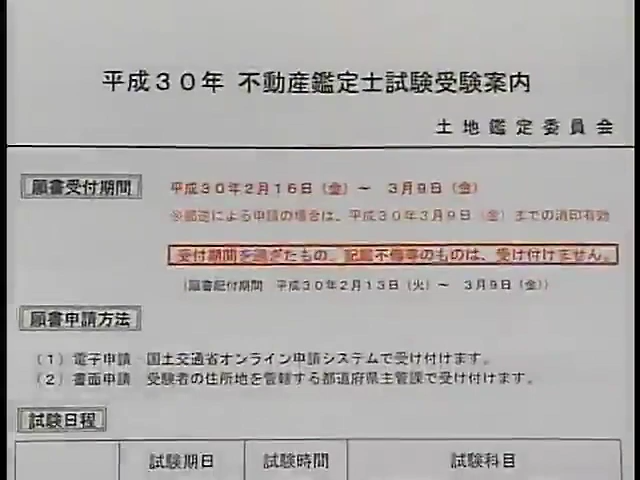 平成30年 不動産鑑定士試験受験案内
土地鑑定委員会
願書受付期間
平成30年2月16日(金)~ 3月9日(金)
※郵送による申請の場合は、平成30年3月9日(金)までの消印有効
受付期間を過ぎたもの、記載不備等のものは、受け付けません。
(願書配付期間 平成30年2月13日(火)~ 3月9日(金))
願書申請方法
(1)電子申請 国土交通省オンライン申請システムで受け付けます。
(2)書面申請 受験者の住所地を管轄する都道府県主管課で受け付けます。
試験日程
試験期日 試験時間 試験科目